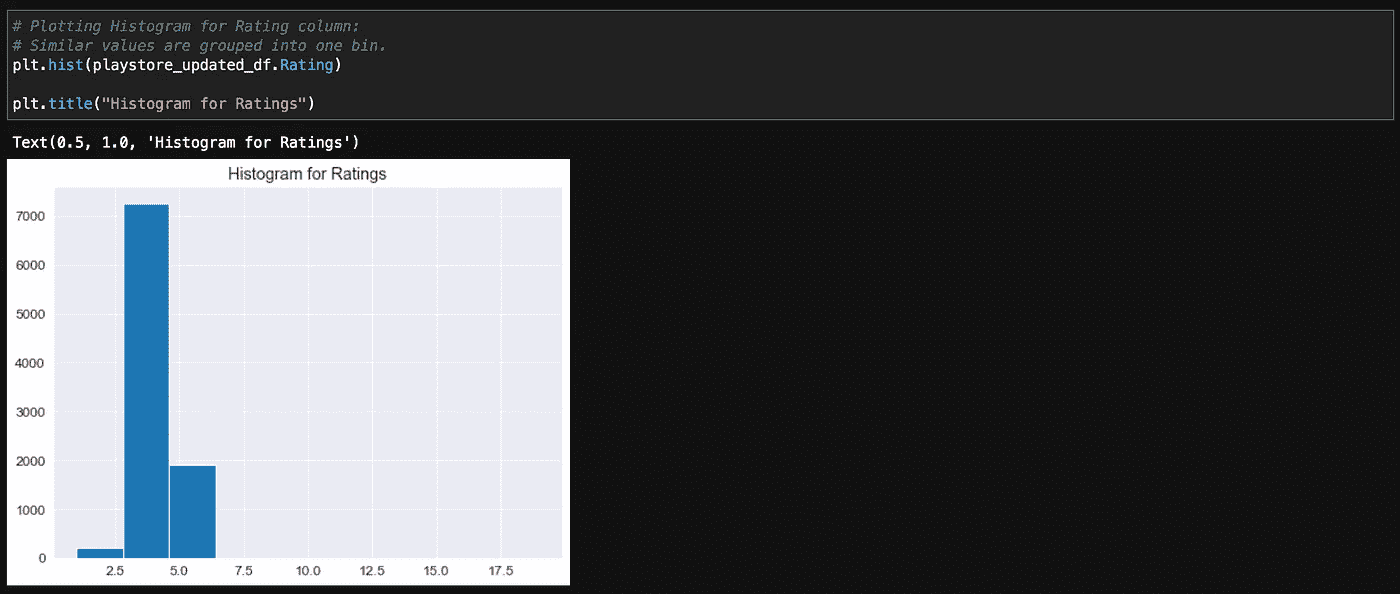 # Plotting Histogram for Rating column:
# Similar values are grouped into one bin.
plt.hist(playstore_updated_df.Rating)
plt.title("Histogram for Ratings")
Text(0.5, 1.0, 'Histogram for Ratings')
Histogram for Ratings
7000
6000
5000
4000
3000
2000
1000
0
2.5 5.0 7.5 10.0 12.5 15.0 17.5